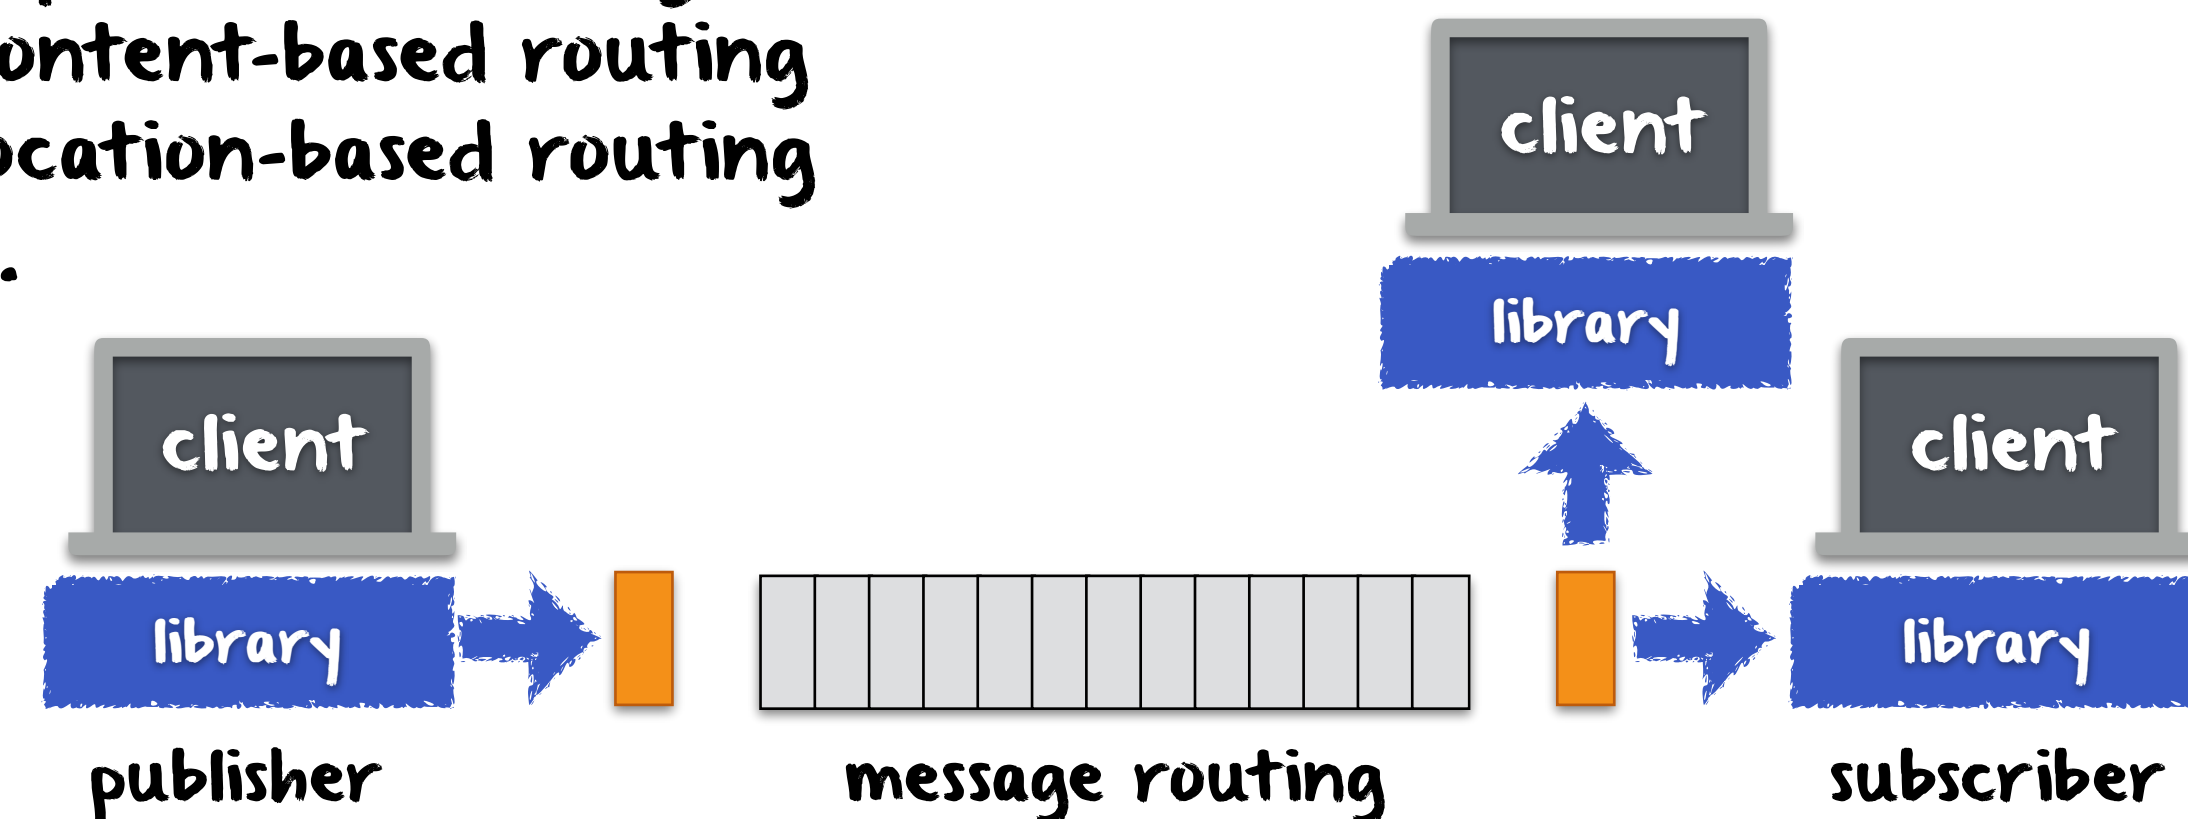 ontent-based routing
ocation-based routing
.
client
library
client
client
library
library
publisher
message routing
subscriber